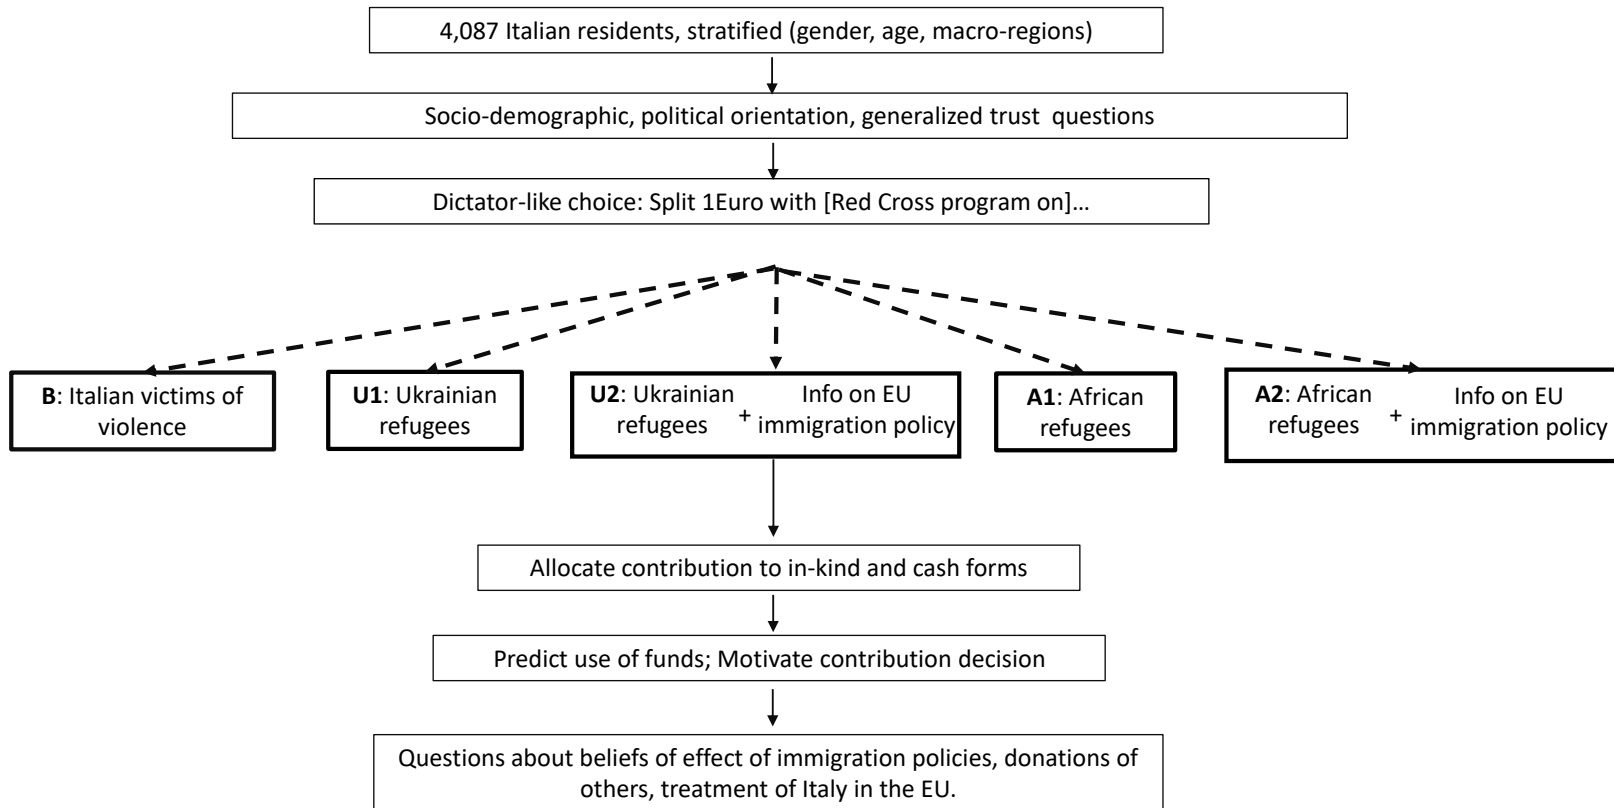 4,087 Italian residents, stratified (gender, age, macro-regions)
Socio-demographic, political orientation, generalized trust questions
Dictator-like choice: Split 1Euro with [Red Cross program on]...
B: Italian victims of
violence
U1: Ukrainian
refugees
U2: Ukrainian
refugees
+
Info on EU
immigration policy
A1: African
refugees
A2: African
refugees
+
Info on EU
immigration policy
Allocate contribution to in-kind and cash forms
Predict use of funds; Motivate contribution decision
Questions about beliefs of effect of immigration policies, donations of
others, treatment of Italy in the EU.